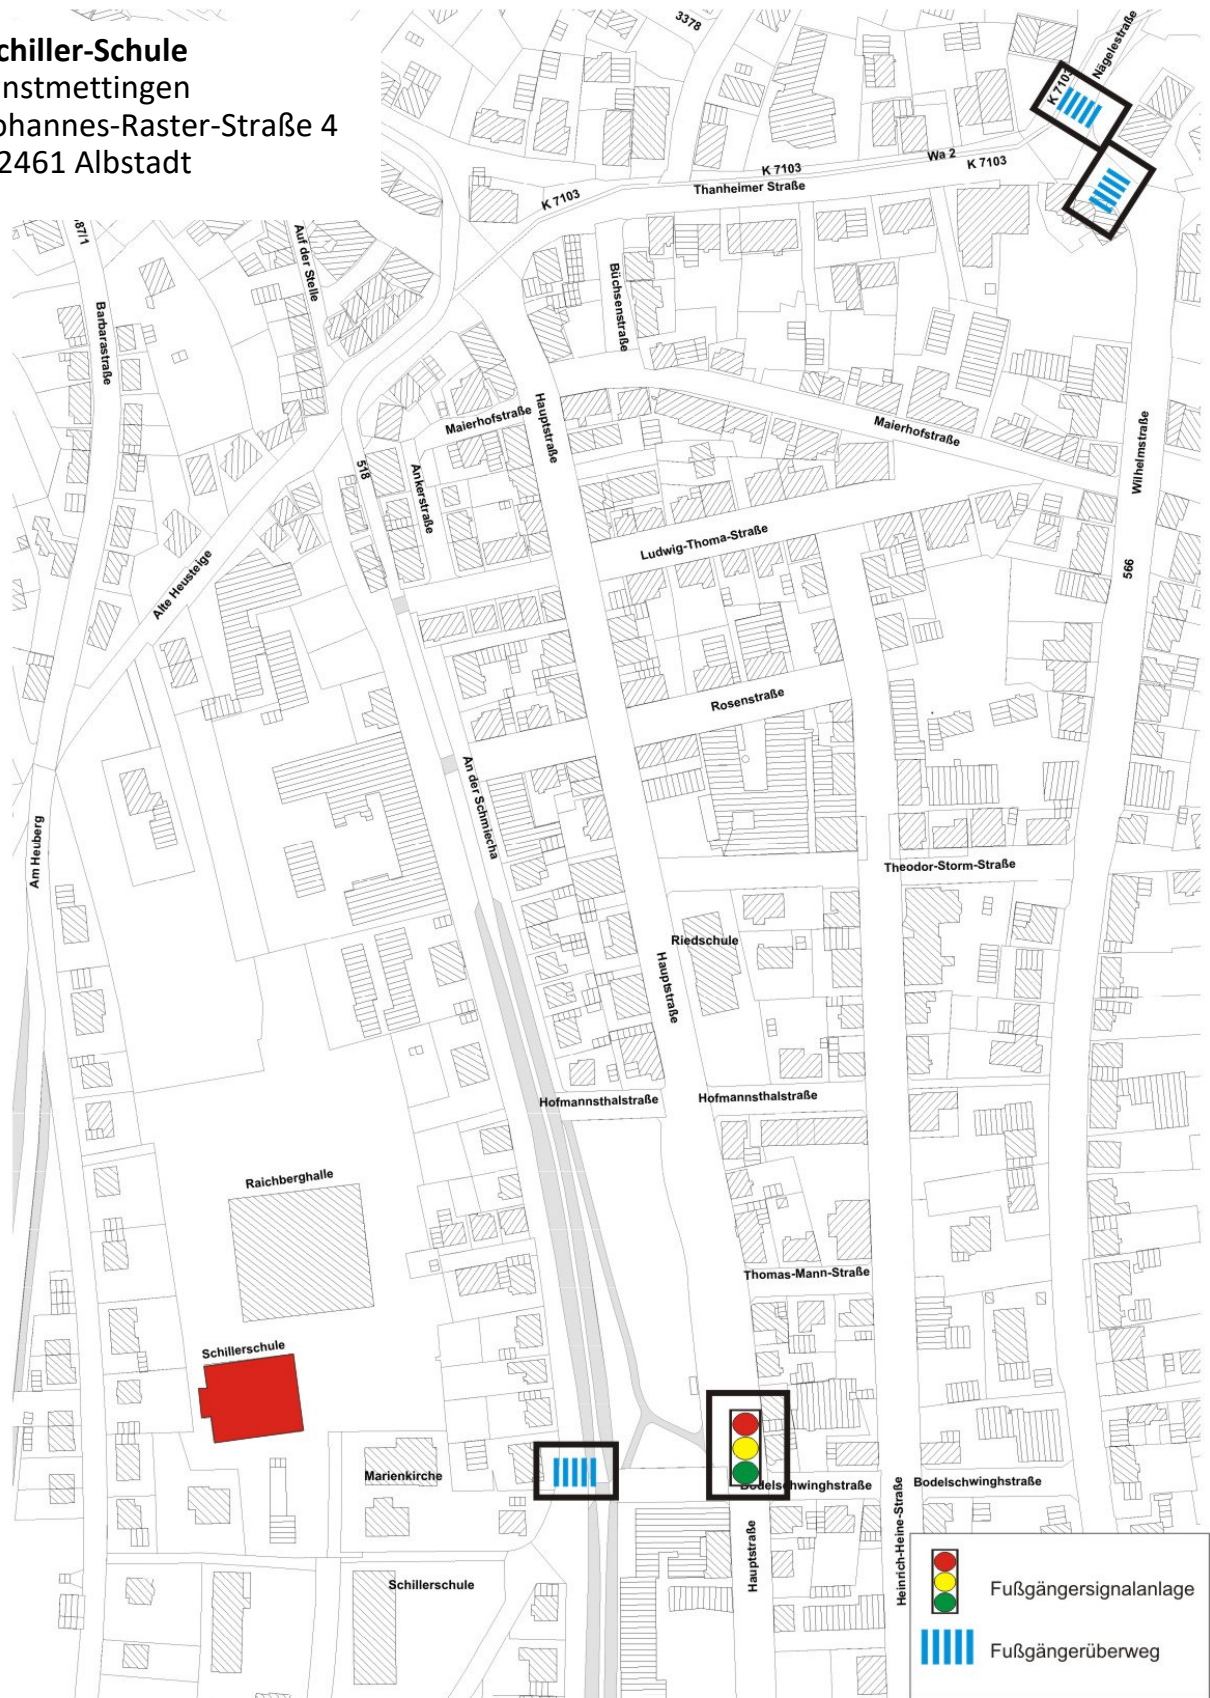 chiller-Schule
nstmettingen
ohannes-Raster-Straße 4
2461 Albstadt
3378
Nägelestraße
K 7103
Wa 2
K 7103
K 7103
Thanheimer Straße
K 7103
87/1
Auf der Stelle
Büchsenstraße
Barbarastraße
Hauptstraße
Maierhofstraße
Maierhofstraße
Wilhelmstraße
518
Ankerstraße
Ludwig-Thoma-Straße
566
Alte Heusteige
Rosenstraße
An der Schmiecha
Am Heuberg
Theodor-Storm-Straße
Riedschule
Hauptstraße
Hofmannsthalstraße
Hofmannsthalstraße
Raichberghalle
Thomas-Mann-Straße
Schillerschule
Marienkirche
Bodelschwinghstraße
Bodelschwinghstraße
Heinrich-Heine-Straße
Hauptstraße
Schillerschule
Fußgängersignalanlage
Fußgängerüberweg